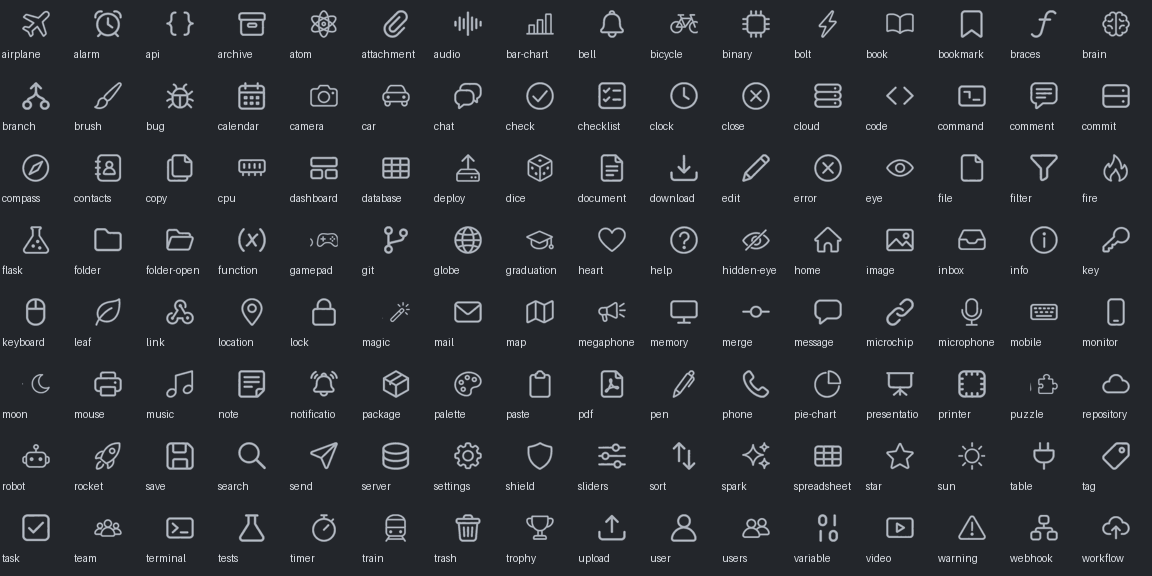 airplane alarm api archive atom attachment audio bar-chart bell bicycle binary bolt book bookmark braces brain
branch brush bug calendar camera car chat check checklist clock close cloud code command comment commit
compass contacts copy cpu dashboard database deploy dice document download edit error eye file filter fire
flask folder folder-open function gamepad git globe graduation heart help hidden-eye home image inbox info key
keyboard leaf link location lock magic mail map megaphone memory merge message microchip microphone mobile monitor
moon mouse music note notificatio package palette paste pdf pen phone pie-chart presentatio printer puzzle repository
robot rocket save search send server settings shield sliders sort spark spreadsheet star sun table tag
task team terminal tests timer train trash trophy upload user users variable video warning webhook workflow